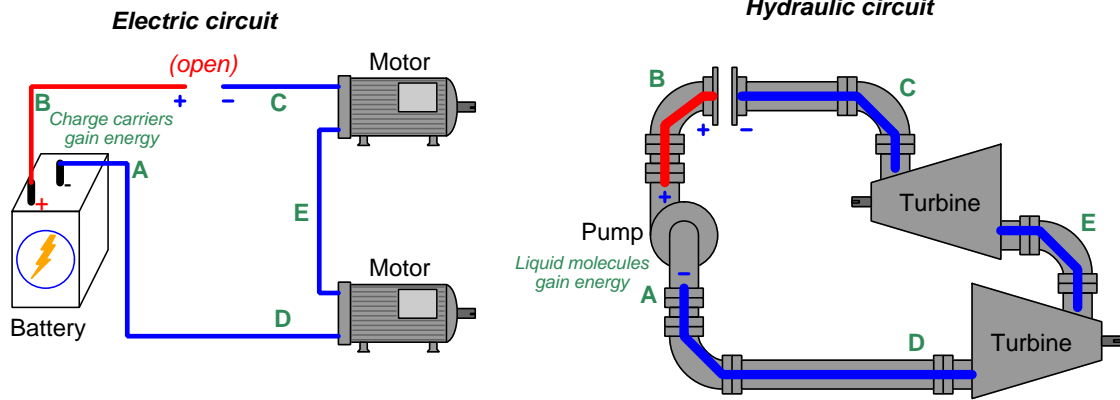 Electric circuit
Hydraulic circuit
(open)
Motor
+
-
B
C
Charge carriers
gain energy
A
-
+
E
Battery
Motor
D
B
C
+
-
+
Turbine
Pump
E
Liquid molecules
gain energy
-
A
D
Turbine